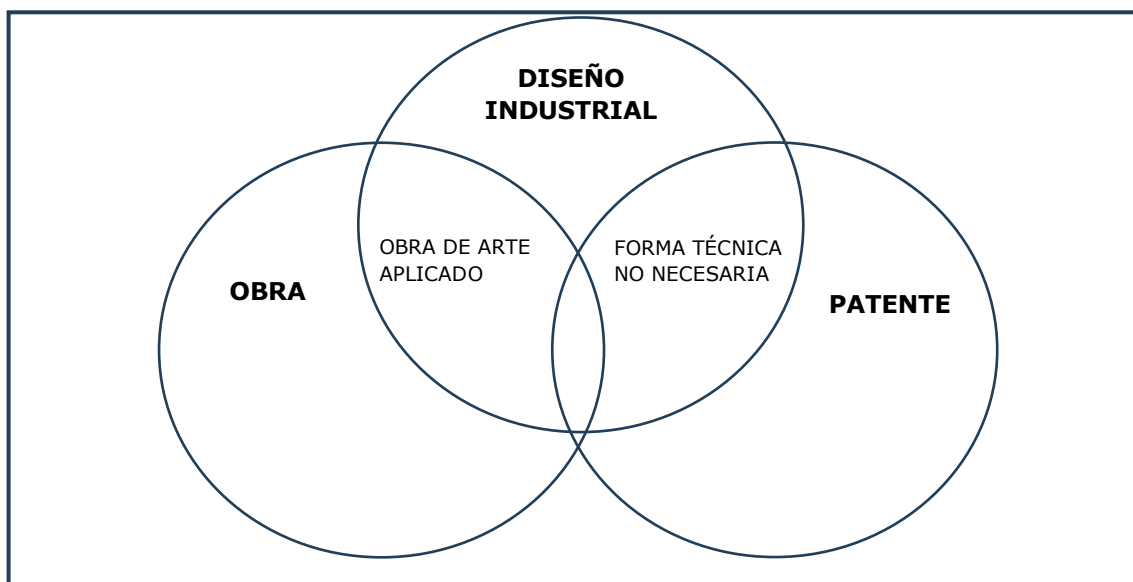 DISEÑO
INDUSTRIAL
OBRA DE ARTE
APLICADO
FORMA TÉCNICA
NO NECESARIA
OBRA
PATENTE